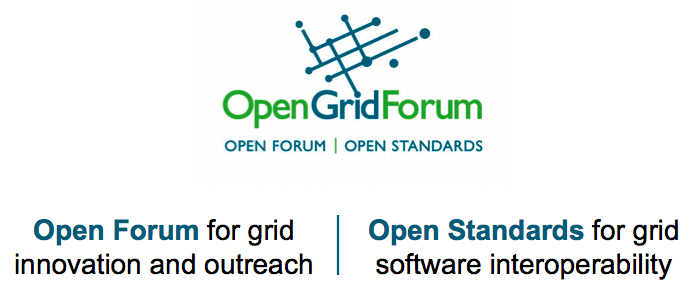 OpenGridForum
OPEN FORUM | OPEN STANDARDS
Open Forum for grid
innovation and outreach
Open Standards for grid
software interoperability